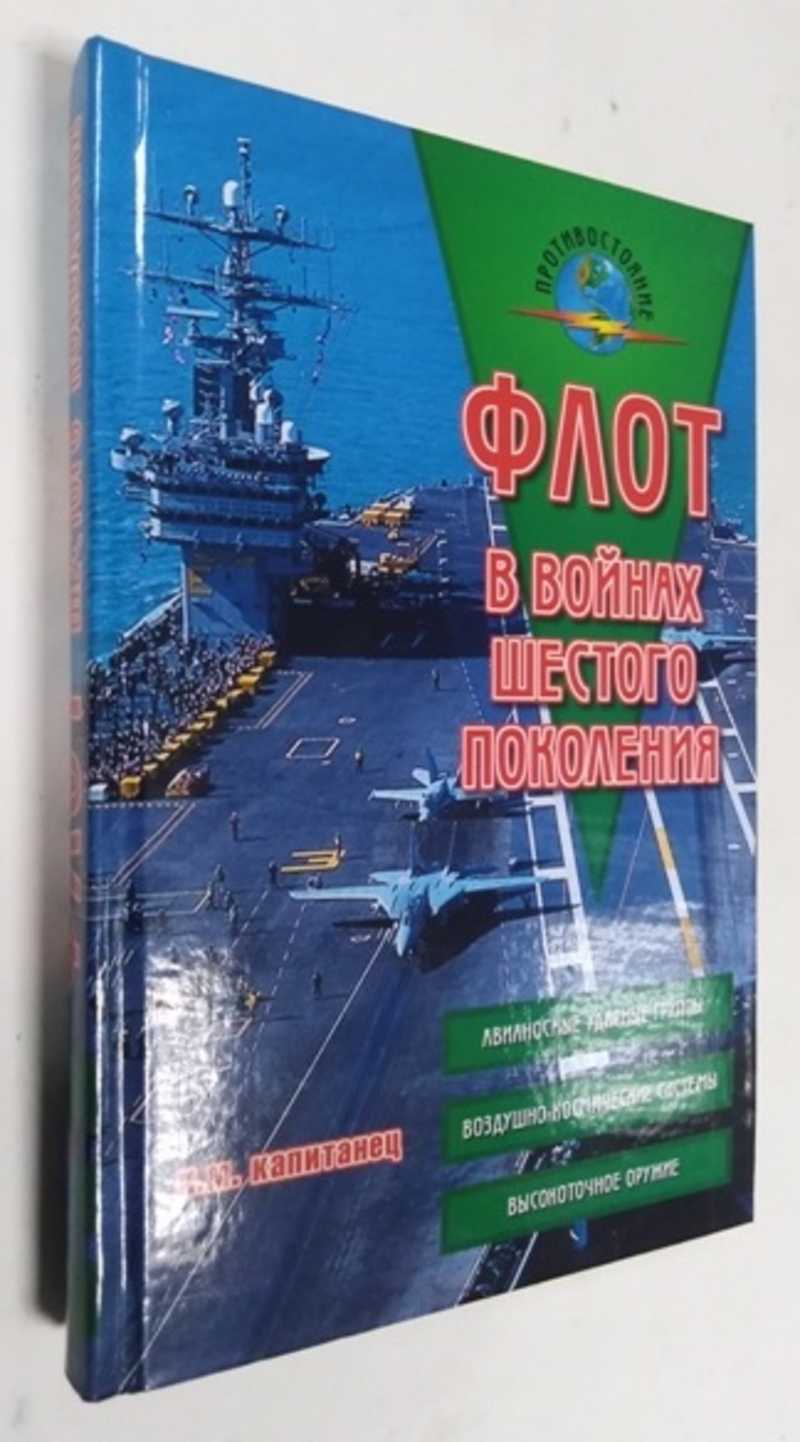 ПРОТИВОСТОЯНИЕ
ФЛОТ
В ВОЙНАХ
ШЕСТОГО
ПОКОЛЕНИЯ
АВИАНОСНЫЕ УДАРНЫЕ ГРУППЫ
ВОЗДУШНО-КОСМИЧЕСКИЕ СИСТЕМЫ
ВЫСОКОТОЧНОЕ ОРУЖИЕ
И.М. капитанец